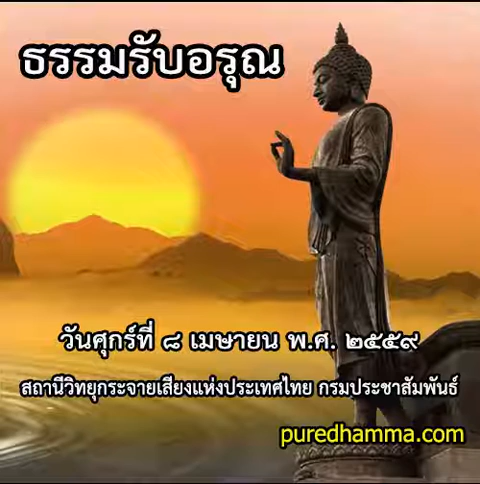 ธรรมรับอรุณ
วันศุกร์ที่ ๘ เมษายน พ.ศ. ๒๕๕๙
สถานีวิทยุกระจายเสียงแห่งประเทศไทย กรมประชาสัมพันธ์
puredhamma.com